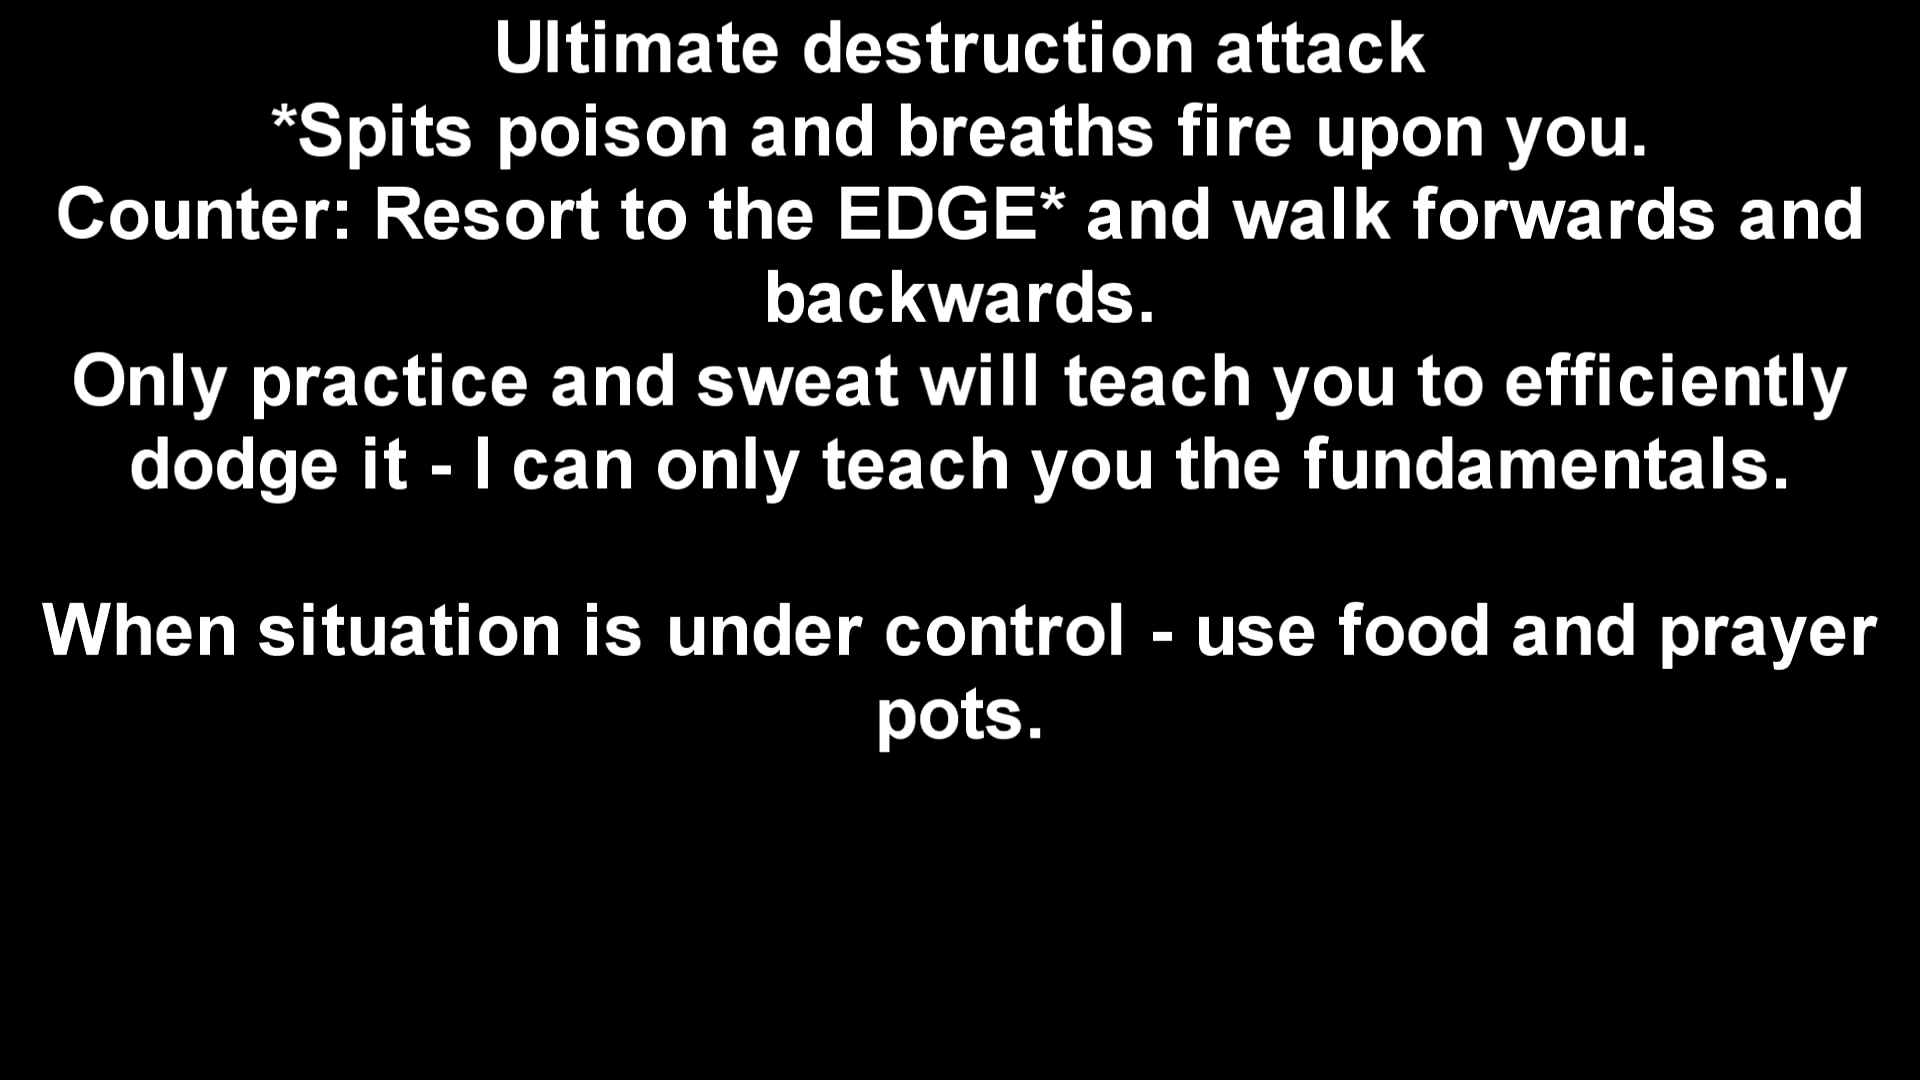 Ultimate destruction attack
*Spits poison and breaths fire upon you.
Counter: Resort to the EDGE* and walk forwards and
backwards.
Only practice and sweat will teach you to efficiently
dodge it - I can only teach you the fundamentals.
When situation is under control - use food and prayer
pots.